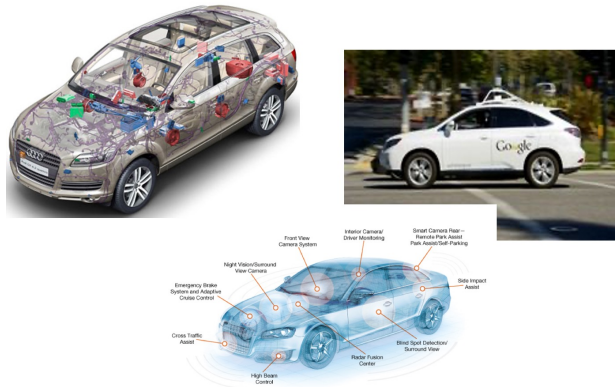 Google
Interior Camera/
Driver Monitoring
Smart Camera Rear –
Remote Park Assist
Park Assist/Self-Parking
Front View
Camera System
Night Vision/Surround
View Camera
Side Impact
Assist
Emergency Brake
System and Adaptive
Cruise Control
Cross Traffic
Assist
Blind Spot Detection/
Surround View
Radar Fusion
Center
High Beam
Control